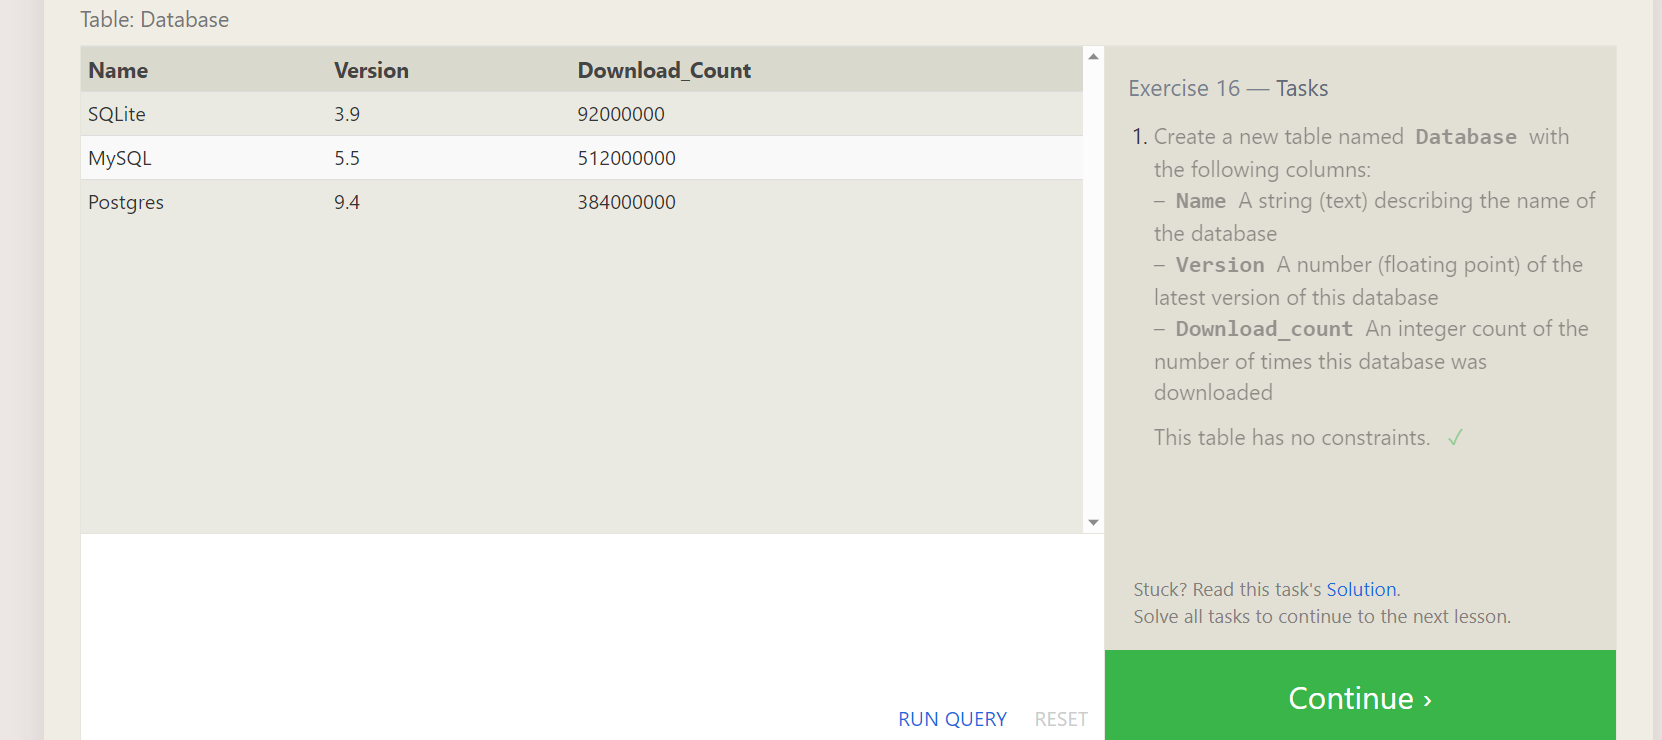 Table: Database
Name Version Download_Count
SQLite 3.9 92000000
MySQL 5.5 512000000
Postgres 9.4 384000000
RUN QUERY RESET
Exercise 16 — Tasks
1. Create a new table named Database with
the following columns:
– Name A string (text) describing the name of
the database
– Version A number (floating point) of the
latest version of this database
– Download_count An integer count of the
number of times this database was
downloaded
This table has no constraints. ✓
Stuck? Read this task's Solution.
Solve all tasks to continue to the next lesson.
Continue ›